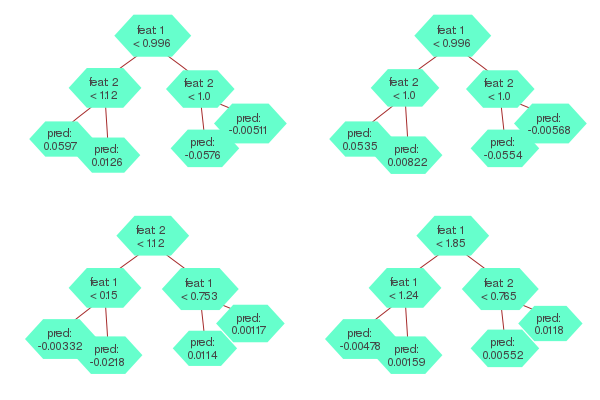 feat 1
< 0.996
feat 2
< 1.12
feat 2
< 1.0
pred:
0.0597
pred:
0.0126
pred:
-0.0576
pred:
-0.00511
feat 1
< 0.996
feat 2
< 1.0
feat 2
< 1.0
pred:
0.0535
pred:
0.00822
pred:
-0.0554
pred:
-0.00568
feat 2
< 1.12
feat 1
< 0.15
feat 1
< 0.753
pred:
-0.00332
pred:
-0.0218
pred:
0.0114
pred:
0.00117
feat 1
< 1.85
feat 1
< 1.24
feat 2
< 0.765
pred:
-0.00478
pred:
0.00159
pred:
0.00552
pred:
0.0118